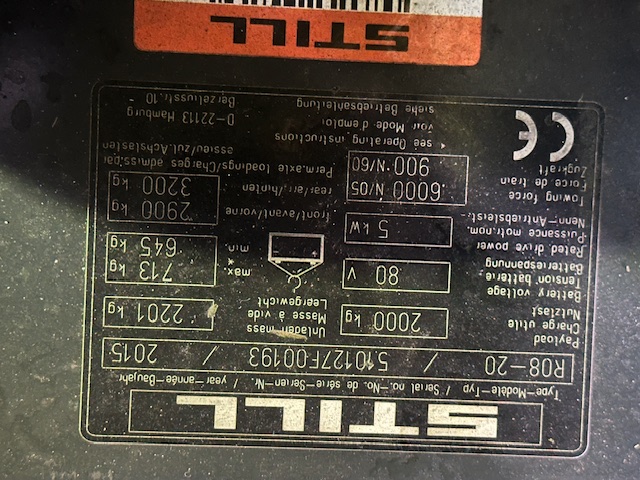 STILL
Type-Modèle-Typ / Serial no.-No. de série-Serien-Nr. / year-année-Baujahr
R08-20 / 510127F00193 / 2015
Payload
Charge utile
Nutzlast
2000 kg
Unladen mass
Masse à vide
Leergewicht
2201 kg
Battery voltage
Tension batterie
Batteriespannung
80 V
max.
713 kg
*
min.
645 kg
Rated drive power
Puissance motr.nom.
Nenn-Antriebsleist.
5 kW
front/avant/vorne
2900 kg
Towing force
Force de train
Zugkraft
6000 N/05
900 N/60
rear/arr/hinten
3200 kg
Perm.axle loadings/Charges admiss.par
essieu/zul.Achslasten
CE
see Operating instructions
voir Mode d'emploi
siehe Betriebsanleitung
D-22113 Hamburg
Berzeliusstr.10
STILL